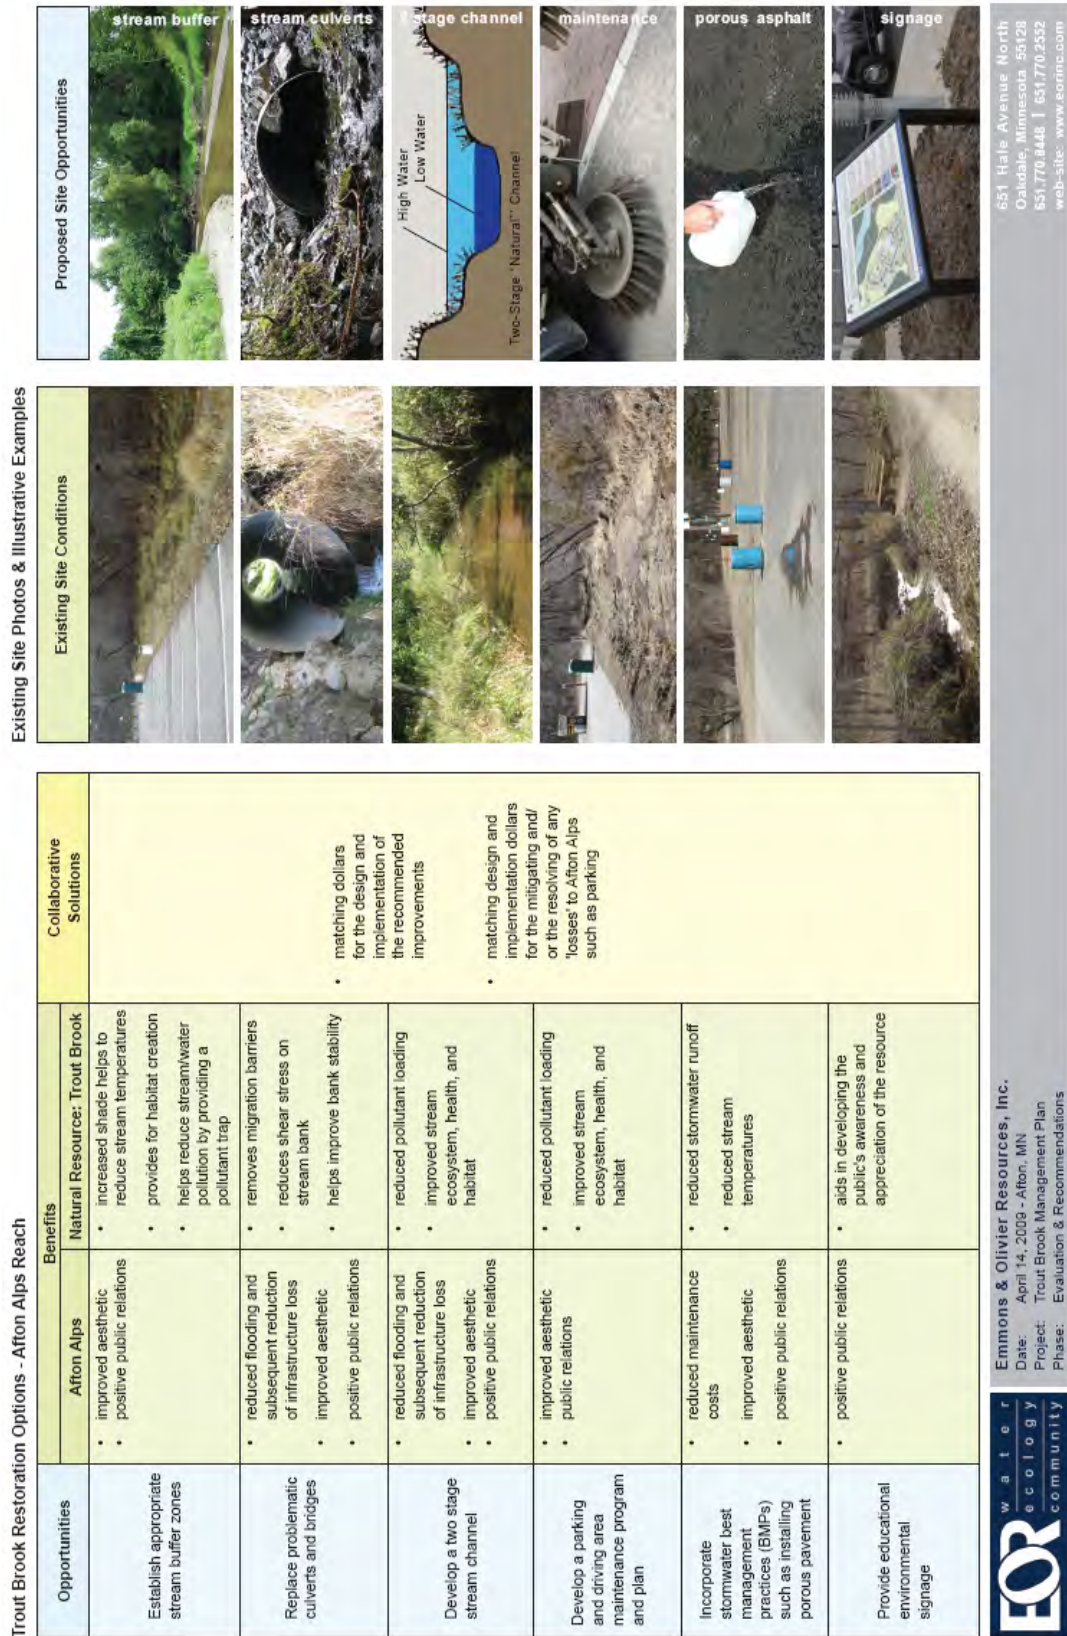 Trout Brook Restoration Options - Afton Alps Reach
Opportunities
Benefits
Afton Alps
Natural Resource: Trout Brook
Collaborative
Solutions
Establish appropriate
stream buffer zones
• improved aesthetic
• positive public relations
• increased shade helps to
reduce stream temperatures
• provides for habitat creation
• helps reduce stream/water
pollution by providing a
pollutant trap
Replace problematic
culverts and bridges
• reduced flooding and
subsequent reduction
of infrastructure loss
• improved aesthetic
• positive public relations
• removes migration barriers
• reduces shear stress on
stream bank
• helps improve bank stability
Develop a two stage
stream channel
• reduced flooding and
subsequent reduction
of infrastructure loss
• improved aesthetic
• positive public relations
• reduced pollutant loading
• improved stream
ecosystem, health, and
habitat
Develop a parking
and driving area
maintenance program
and plan
• improved aesthetic
• public relations
• reduced pollutant loading
• improved stream
ecosystem, health, and
habitat
Incorporate
stormwater best
management
practices (BMPs)
such as installing
porous pavement
• reduced maintenance
costs
• improved aesthetic
• positive public relations
• reduced stormwater runoff
• reduced stream
temperatures
Provide educational
environmental
signage
• positive public relations
• aids in developing the
public's awareness and
appreciation of the resource
• matching dollars
for the design and
implementation of
the recommended
improvements
• matching design and
implementation dollars
for the mitigating and/
or the resolving of any
'losses' to Afton Alps
such as parking
Existing Site Photos & Illustrative Examples
Existing Site Conditions
Proposed Site Opportunities
stream buffer
stream culverts
stage channel
High Water
Low Water
Two-Stage "Natural" Channel
maintenance
porous asphalt
signage
EOR
water
ecology
community
Emmons & Olivier Resources, Inc.
Date: April 14, 2009 - Afton, MN
Project: Trout Brook Management Plan
Phase: Evaluation & Recommendations
651 Hale Avenue North
Oakdale, Minnesota 55128
651.770.8448 | 651.770.2552
web-site: www.eorinc.com